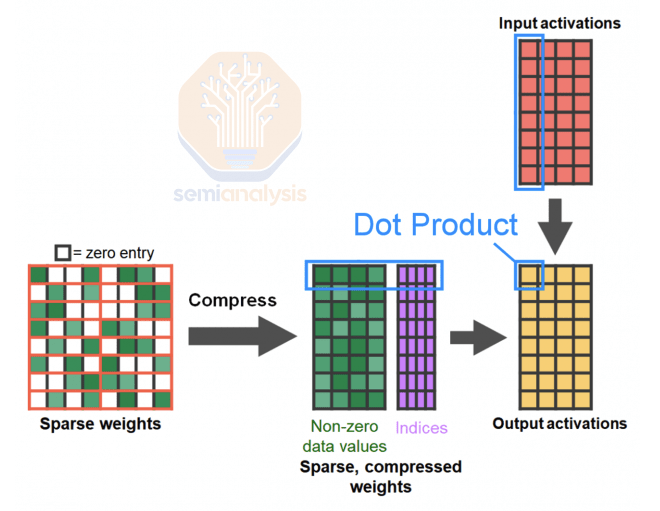 Input activations
semianalysis
Dot Product
= zero entry
Compress
Sparse weights
Non-zero
data values
Indices
Sparse, compressed
weights
Output activations